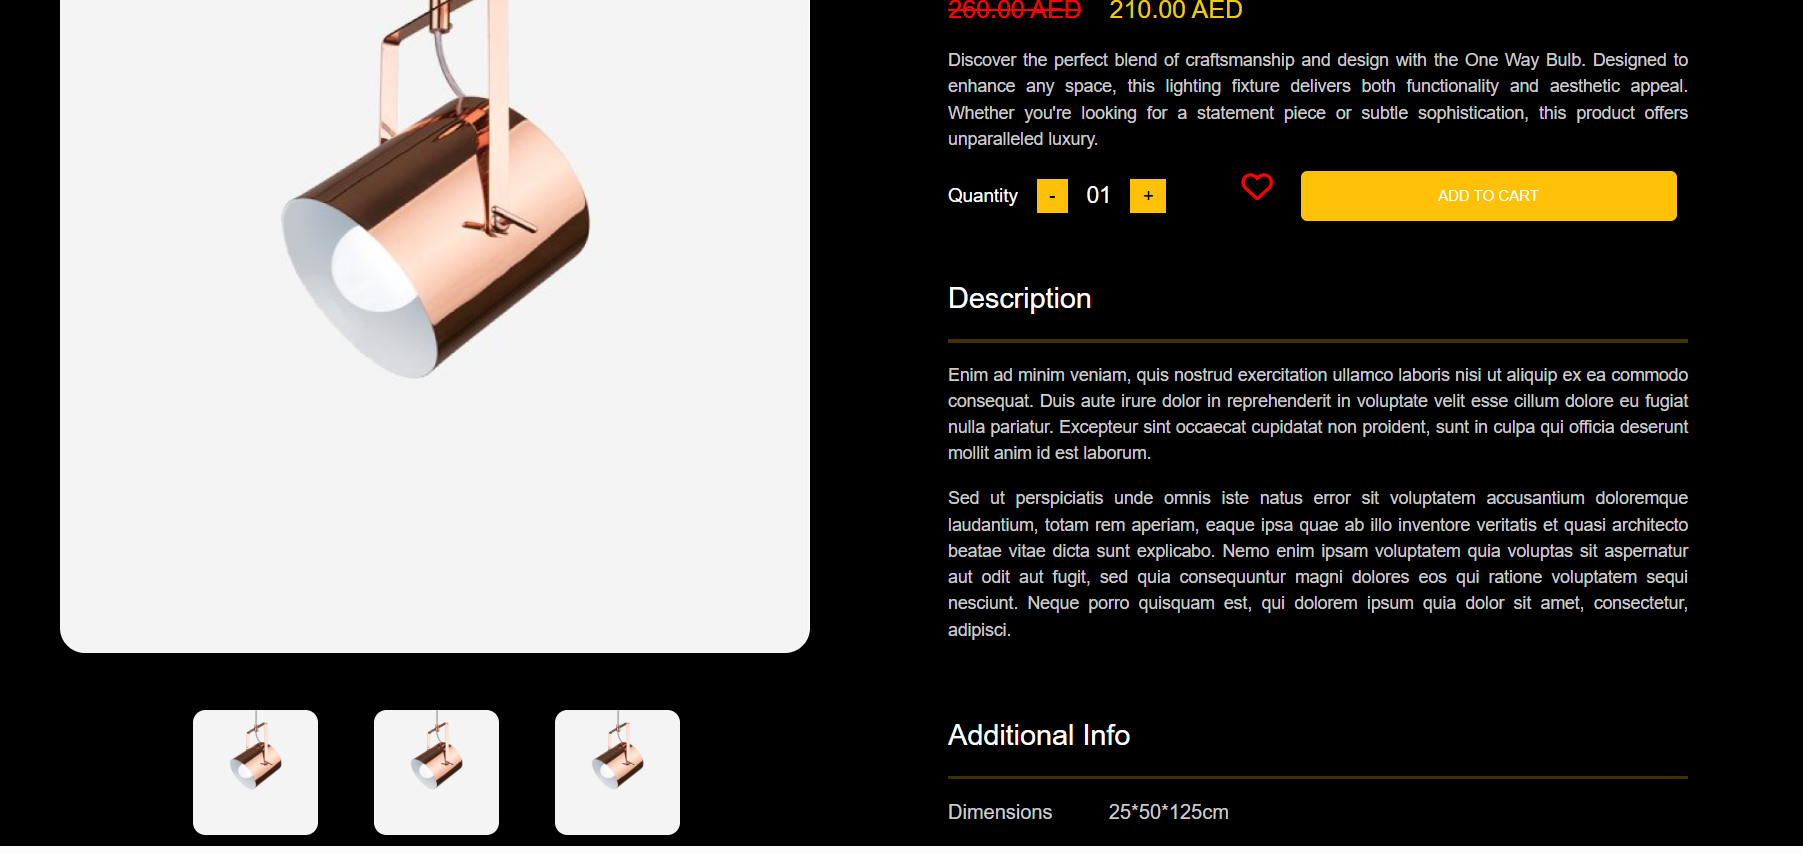 260.00 AED 210.00 AED
Discover the perfect blend of craftsmanship and design with the One Way Bulb. Designed to
enhance any space, this lighting fixture delivers both functionality and aesthetic appeal.
Whether you're looking for a statement piece or subtle sophistication, this product offers
unparalleled luxury.
Quantity - 01 + ADD TO CART
Description
Enim ad minim veniam, quis nostrud exercitation ullamco laboris nisi ut aliquip ex ea commodo
consequat. Duis aute irure dolor in reprehenderit in voluptate velit esse cillum dolore eu fugiat
nulla pariatur. Excepteur sint occaecat cupidatat non proident, sunt in culpa qui officia deserunt
mollit anim id est laborum.
Sed ut perspiciatis unde omnis iste natus error sit voluptatem accusantium doloremque
laudantium, totam rem aperiam, eaque ipsa quae ab illo inventore veritatis et quasi architecto
beatae vitae dicta sunt explicabo. Nemo enim ipsam voluptatem quia voluptas sit aspernatur
aut odit aut fugit, sed quia consequuntur magni dolores eos qui ratione voluptatem sequi
nesciunt. Neque porro quisquam est, qui dolorem ipsum quia dolor sit amet, consectetur,
adipisci.
Additional Info
Dimensions 25*50*125cm